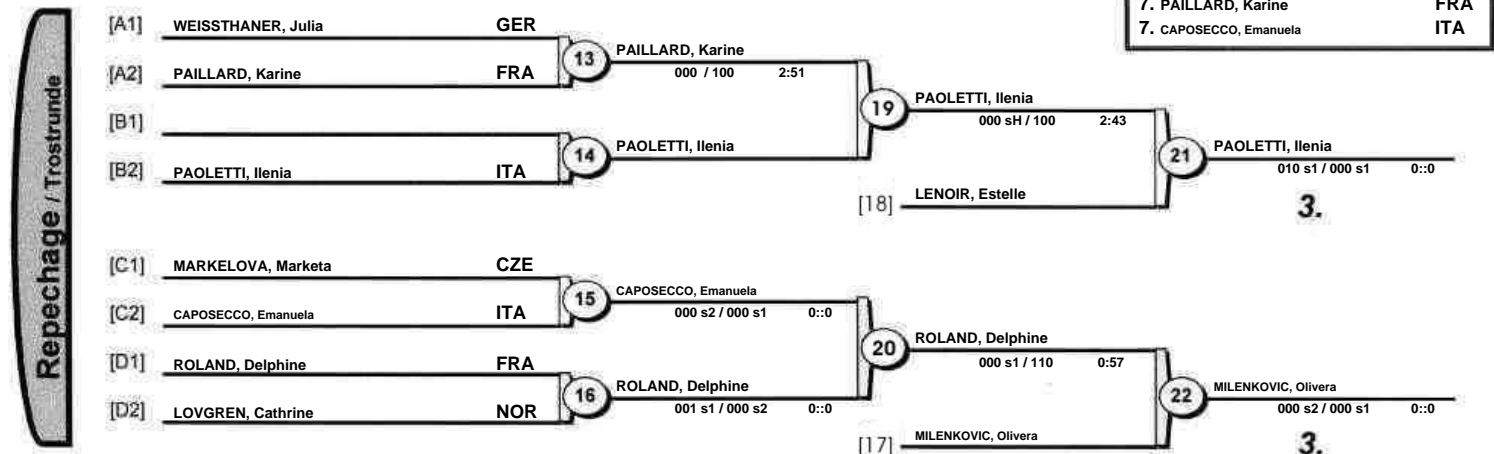 7. PAILLARD, Karine FRA
7. CAPOSECCO, Emanuela ITA
Repechage / Trostrunde
[A1] WEISSTHANER, Julia GER
[A2] PAILLARD, Karine FRA
13 PAILLARD, Karine
000 / 100 2:51
[B1]
[B2] PAOLETTI, Ilenia ITA
14 PAOLETTI, Ilenia
19 PAOLETTI, Ilenia
000 sH / 100 2:43
[18] LENOIR, Estelle
21 PAOLETTI, Ilenia
010 s1 / 000 s1 0::0
3.
[C1] MARKELOVA, Marketa CZE
[C2] CAPOSECCO, Emanuela ITA
15 CAPOSECCO, Emanuela
000 s2 / 000 s1 0::0
[D1] ROLAND, Delphine FRA
[D2] LOVGREN, Cathrine NOR
16 ROLAND, Delphine
001 s1 / 000 s2 0::0
20 ROLAND, Delphine
000 s1 / 110 0:57
[17] MILENKOVIC, Olivera
22 MILENKOVIC, Olivera
000 s2 / 000 s1 0::0
3.